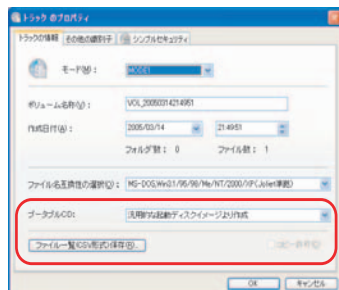 トラック のプロパティ
トラックの情報 その他の識別子 シンプルセキュリティ
モード(M): MODE1
ボリューム名称(V): VOL_20050314214951
作成日付(W): 2005/03/14 21:49:51
フォルダ数: 0 ファイル数: 1
ファイル名互換性の選択(Q): MS-DOS,Win3.1/95/98/Me/NT/2000/XP(Joliet準拠)
ブータブルCD: 汎用的な起動ディスクイメージより作成
ファイル一覧(CSV形式)保存(S)...
OK キャンセル